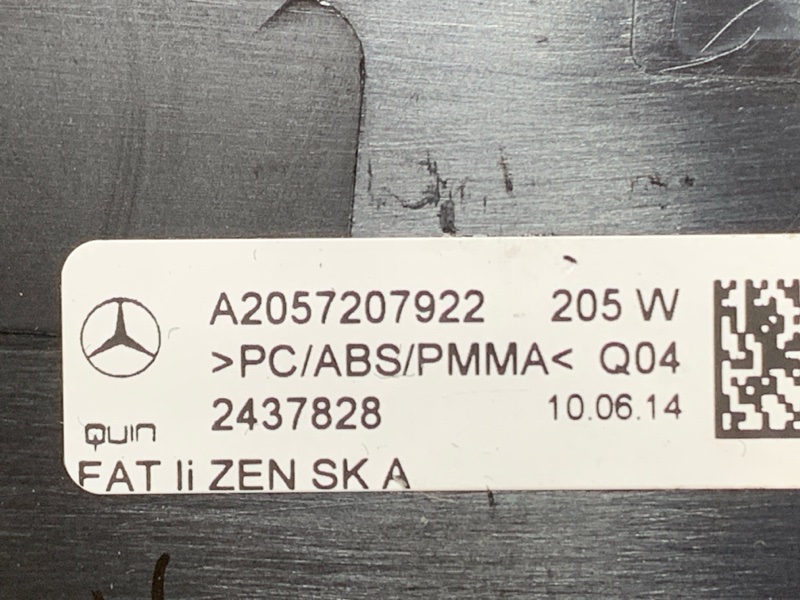 A2057207922 205 W
>PC/ABS/PMMA< Q04
2437828 10.06.14
QUIN
FAT li ZEN SK A